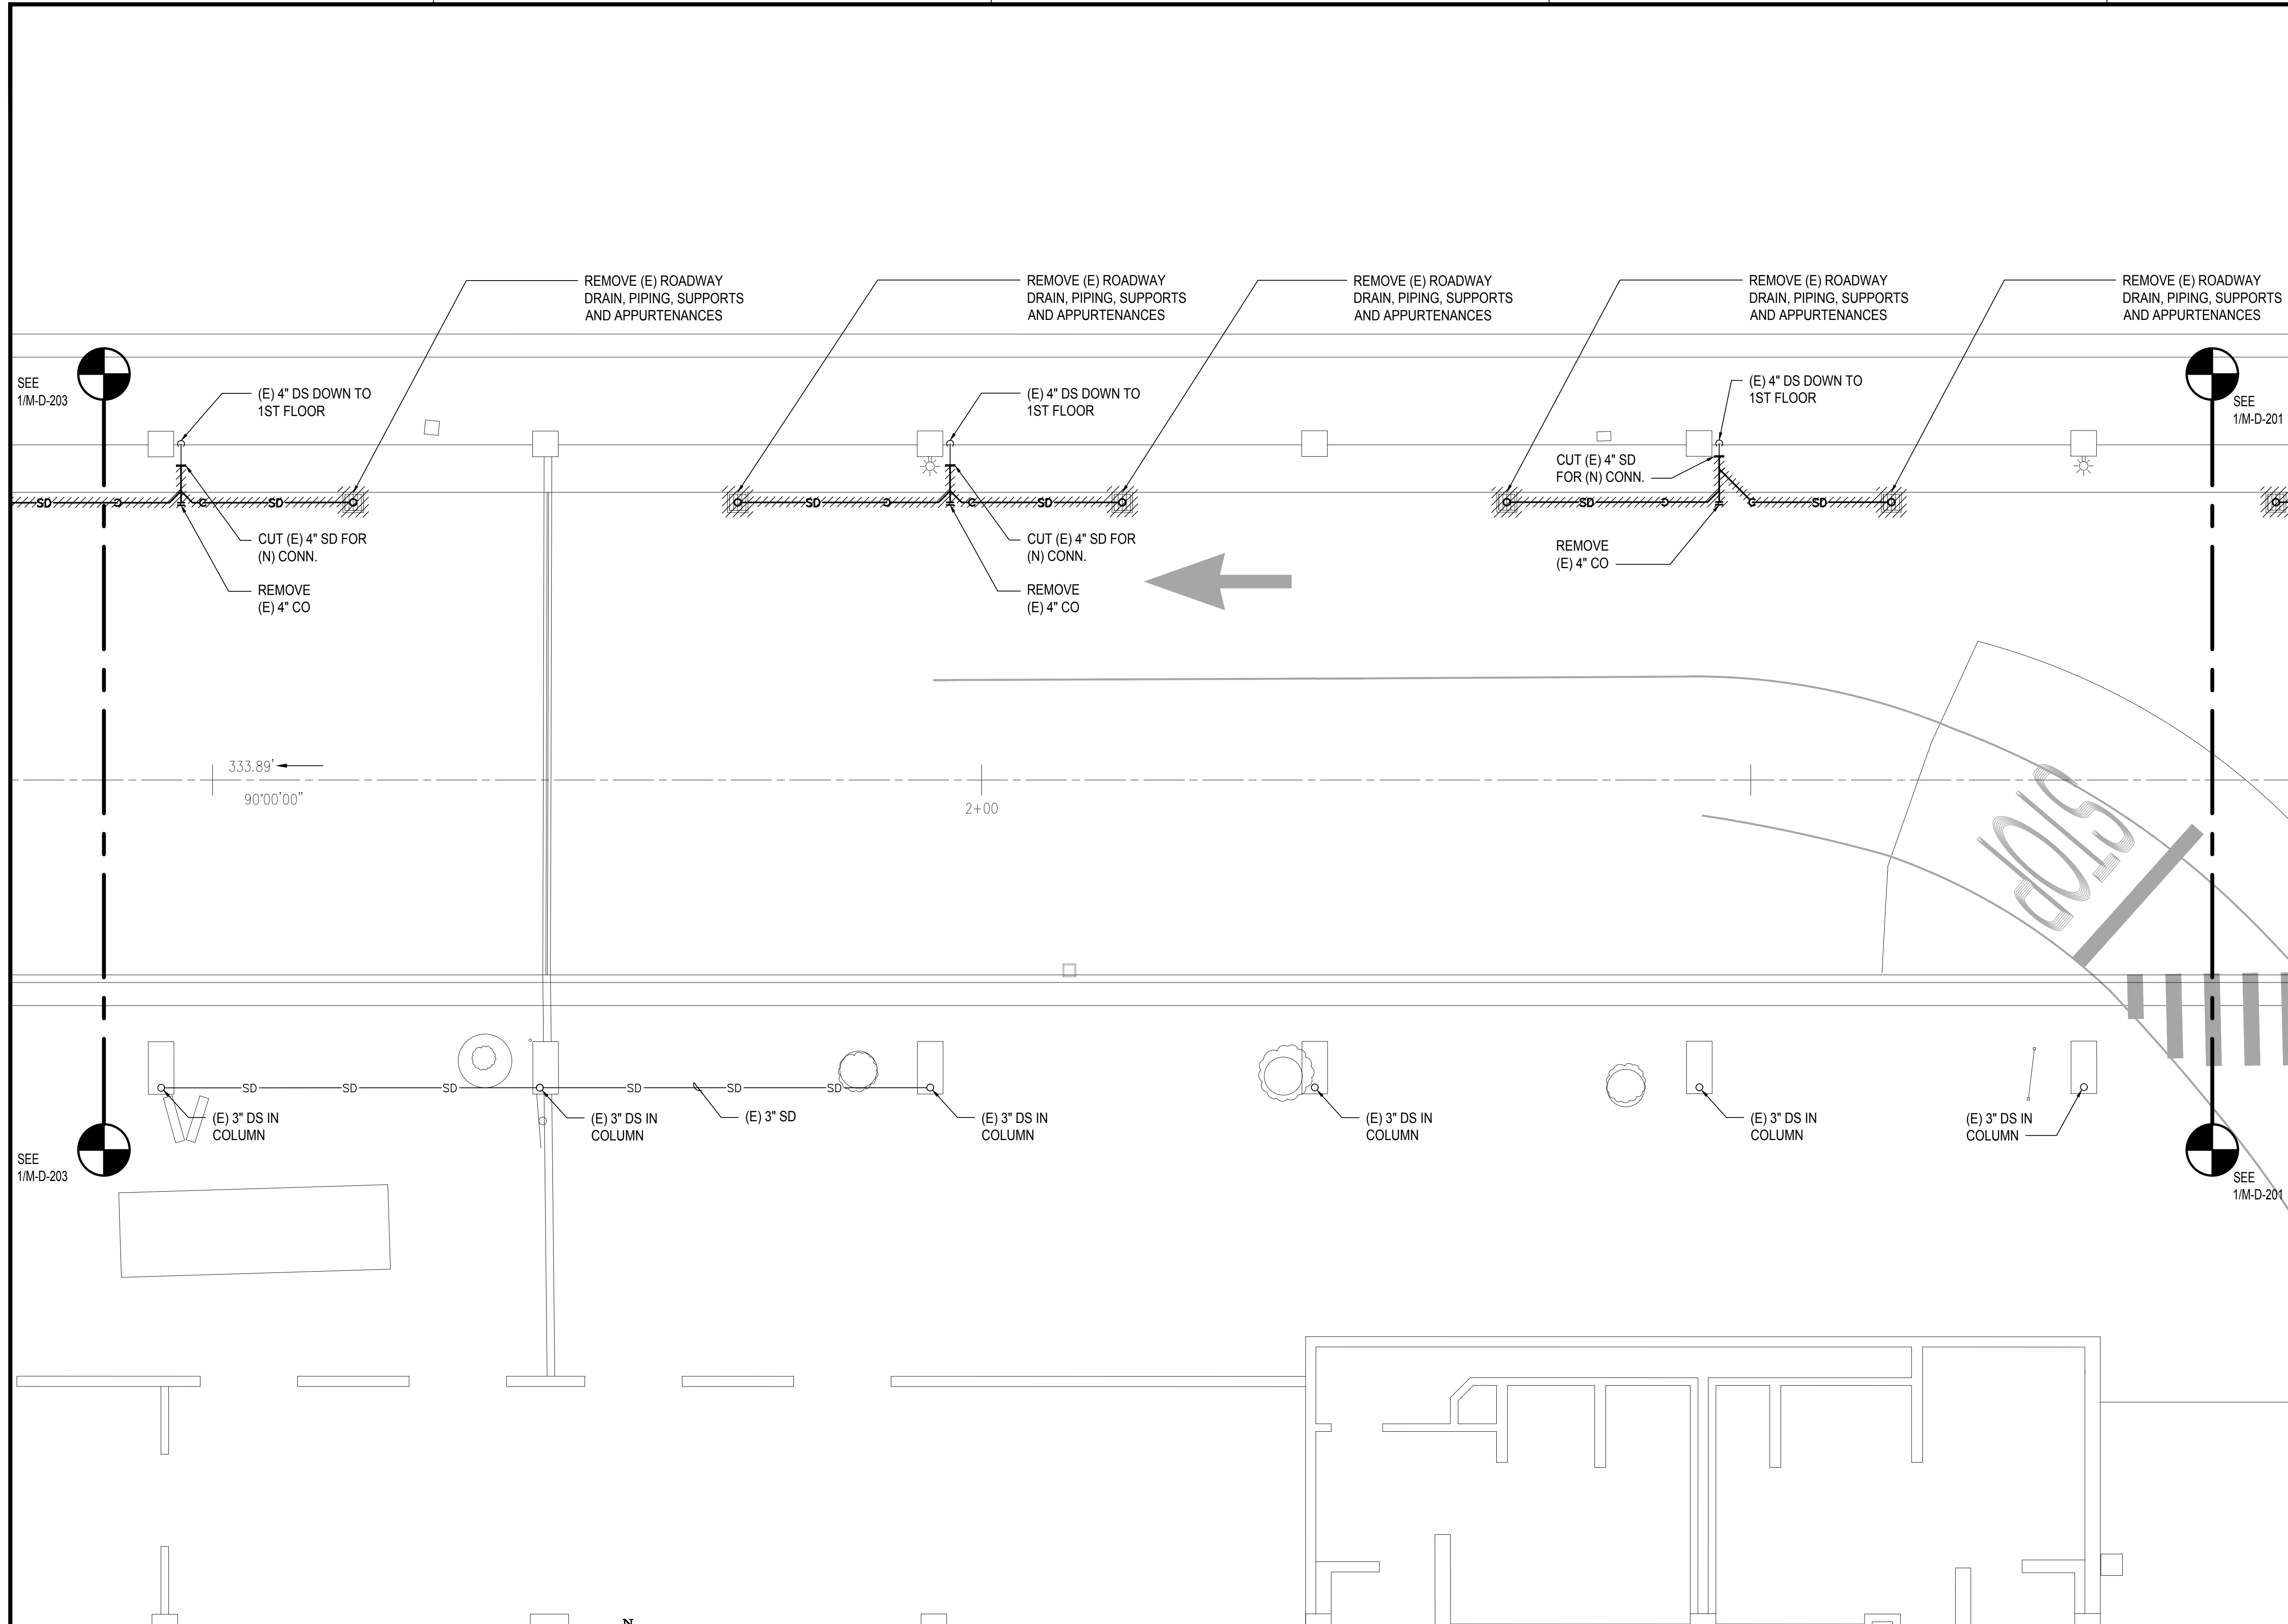 REMOVE (E) ROADWAY
DRAIN, PIPING, SUPPORTS
AND APPURTENANCES
REMOVE (E) ROADWAY
DRAIN, PIPING, SUPPORTS
AND APPURTENANCES
REMOVE (E) ROADWAY
DRAIN, PIPING, SUPPORTS
AND APPURTENANCES
REMOVE (E) ROADWAY
DRAIN, PIPING, SUPPORTS
AND APPURTENANCES
REMOVE (E) ROADWAY
DRAIN, PIPING, SUPPORTS
AND APPURTENANCES
SEE
1/M-D-203
(E) 4" DS DOWN TO
1ST FLOOR
(E) 4" DS DOWN TO
1ST FLOOR
(E) 4" DS DOWN TO
1ST FLOOR
SEE
1/M-D-201
CUT (E) 4" SD
FOR (N) CONN.
SD
SD
SD
SD
SD
SD
CUT (E) 4" SD FOR
(N) CONN.
CUT (E) 4" SD FOR
(N) CONN.
REMOVE
(E) 4" CO
REMOVE
(E) 4" CO
REMOVE
(E) 4" CO
333.89'
90°00'00"
2+00
STOP
SD
SD
SD
SD
SD
SD
(E) 3" DS IN
COLUMN
(E) 3" DS IN
COLUMN
(E) 3" SD
(E) 3" DS IN
COLUMN
(E) 3" DS IN
COLUMN
(E) 3" DS IN
COLUMN
(E) 3" DS IN
COLUMN
SEE
1/M-D-203
SEE
1/M-D-201
N